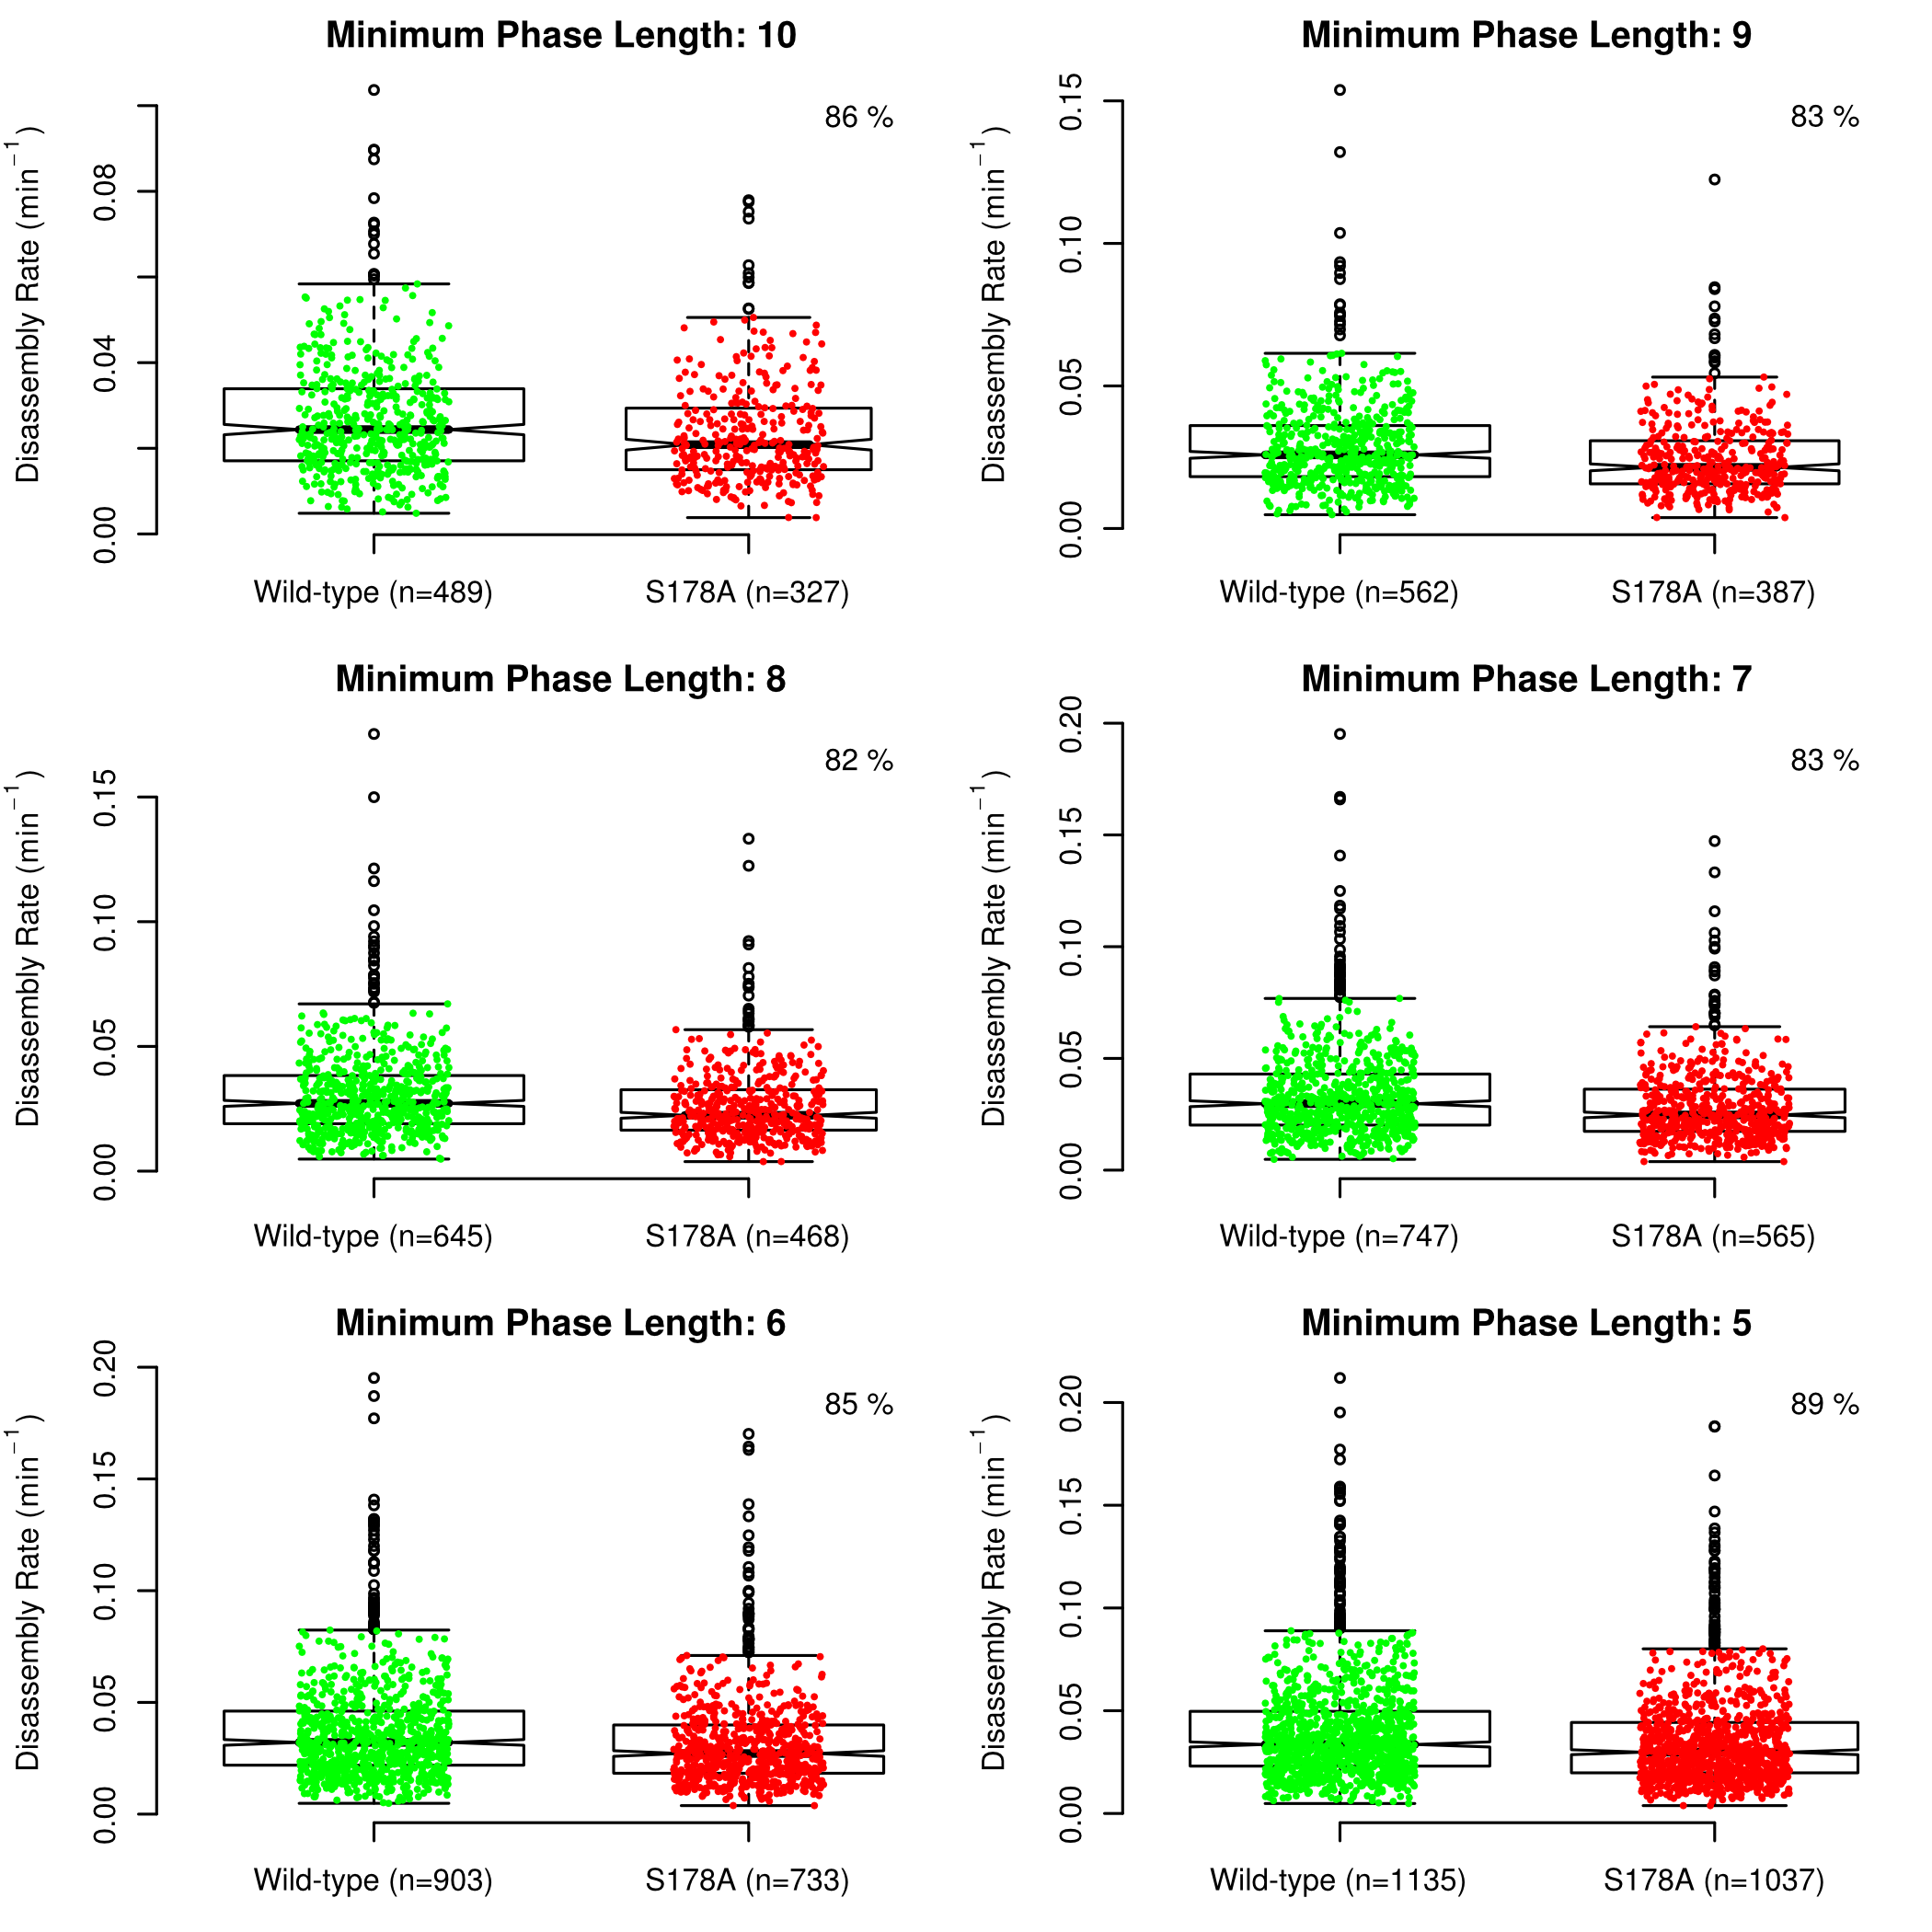 Minimum Phase Length: 10
Disassembly Rate (min⁻¹)
0.00 0.04 0.08
86 %
Wild-type (n=489) S178A (n=327)
Minimum Phase Length: 9
Disassembly Rate (min⁻¹)
0.00 0.05 0.10 0.15
83 %
Wild-type (n=562) S178A (n=387)
Minimum Phase Length: 8
Disassembly Rate (min⁻¹)
0.00 0.05 0.10 0.15
82 %
Wild-type (n=645) S178A (n=468)
Minimum Phase Length: 7
Disassembly Rate (min⁻¹)
0.00 0.05 0.10 0.15 0.20
83 %
Wild-type (n=747) S178A (n=565)
Minimum Phase Length: 6
Disassembly Rate (min⁻¹)
0.00 0.05 0.10 0.15 0.20
85 %
Wild-type (n=903) S178A (n=733)
Minimum Phase Length: 5
Disassembly Rate (min⁻¹)
0.00 0.05 0.10 0.15 0.20
89 %
Wild-type (n=1135) S178A (n=1037)